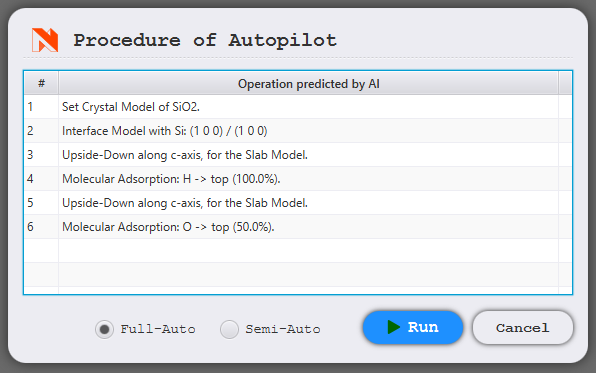 Procedure of Autopilot
# Operation predicted by AI
1 Set Crystal Model of SiO2.
2 Interface Model with Si: (1 0 0) / (1 0 0)
3 Upside-Down along c-axis, for the Slab Model.
4 Molecular Adsorption: H -> top (100.0%).
5 Upside-Down along c-axis, for the Slab Model.
6 Molecular Adsorption: O -> top (50.0%).
Full-Auto Semi-Auto Run Cancel